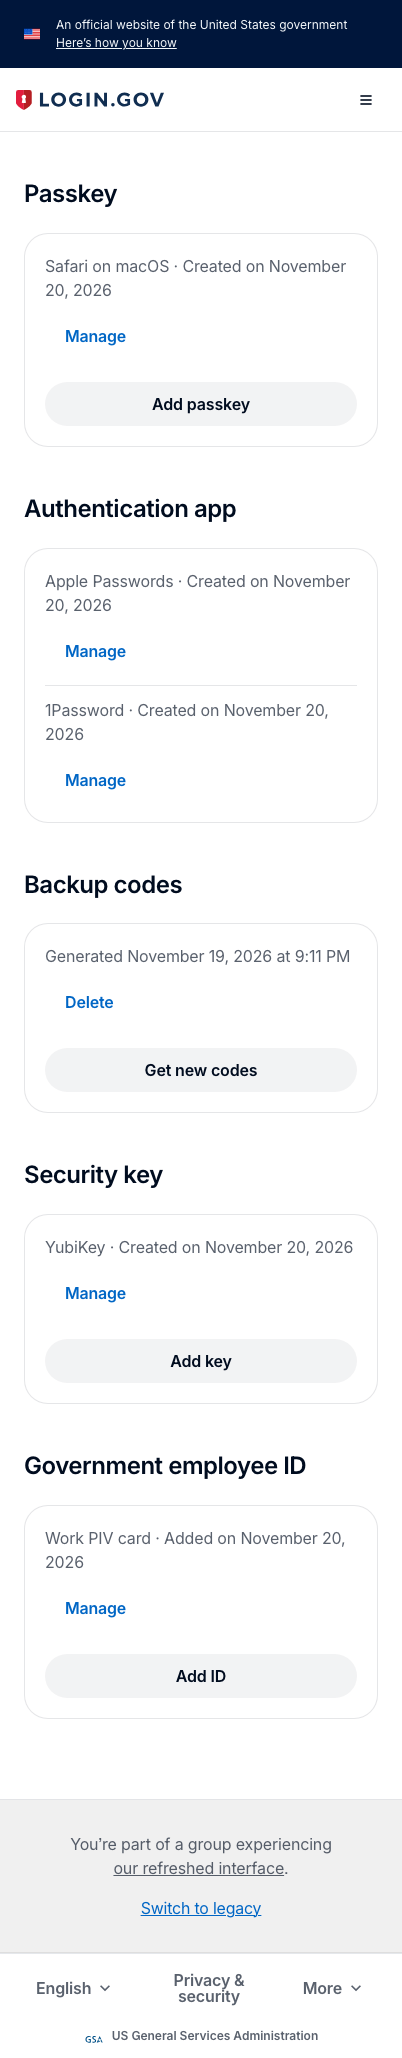 An official website of the United States government
Here’s how you know
LOGIN.GOV
Passkey
Safari on macOS · Created on November
20, 2026
Manage
Add passkey
Authentication app
Apple Passwords · Created on November
20, 2026
Manage
1Password · Created on November 20,
2026
Manage
Backup codes
Generated November 19, 2026 at 9:11 PM
Delete
Get new codes
Security key
YubiKey · Created on November 20, 2026
Manage
Add key
Government employee ID
Work PIV card · Added on November 20,
2026
Manage
Add ID
You’re part of a group experiencing
our refreshed interface.
Switch to legacy
English
Privacy &
security
More
GSA US General Services Administration